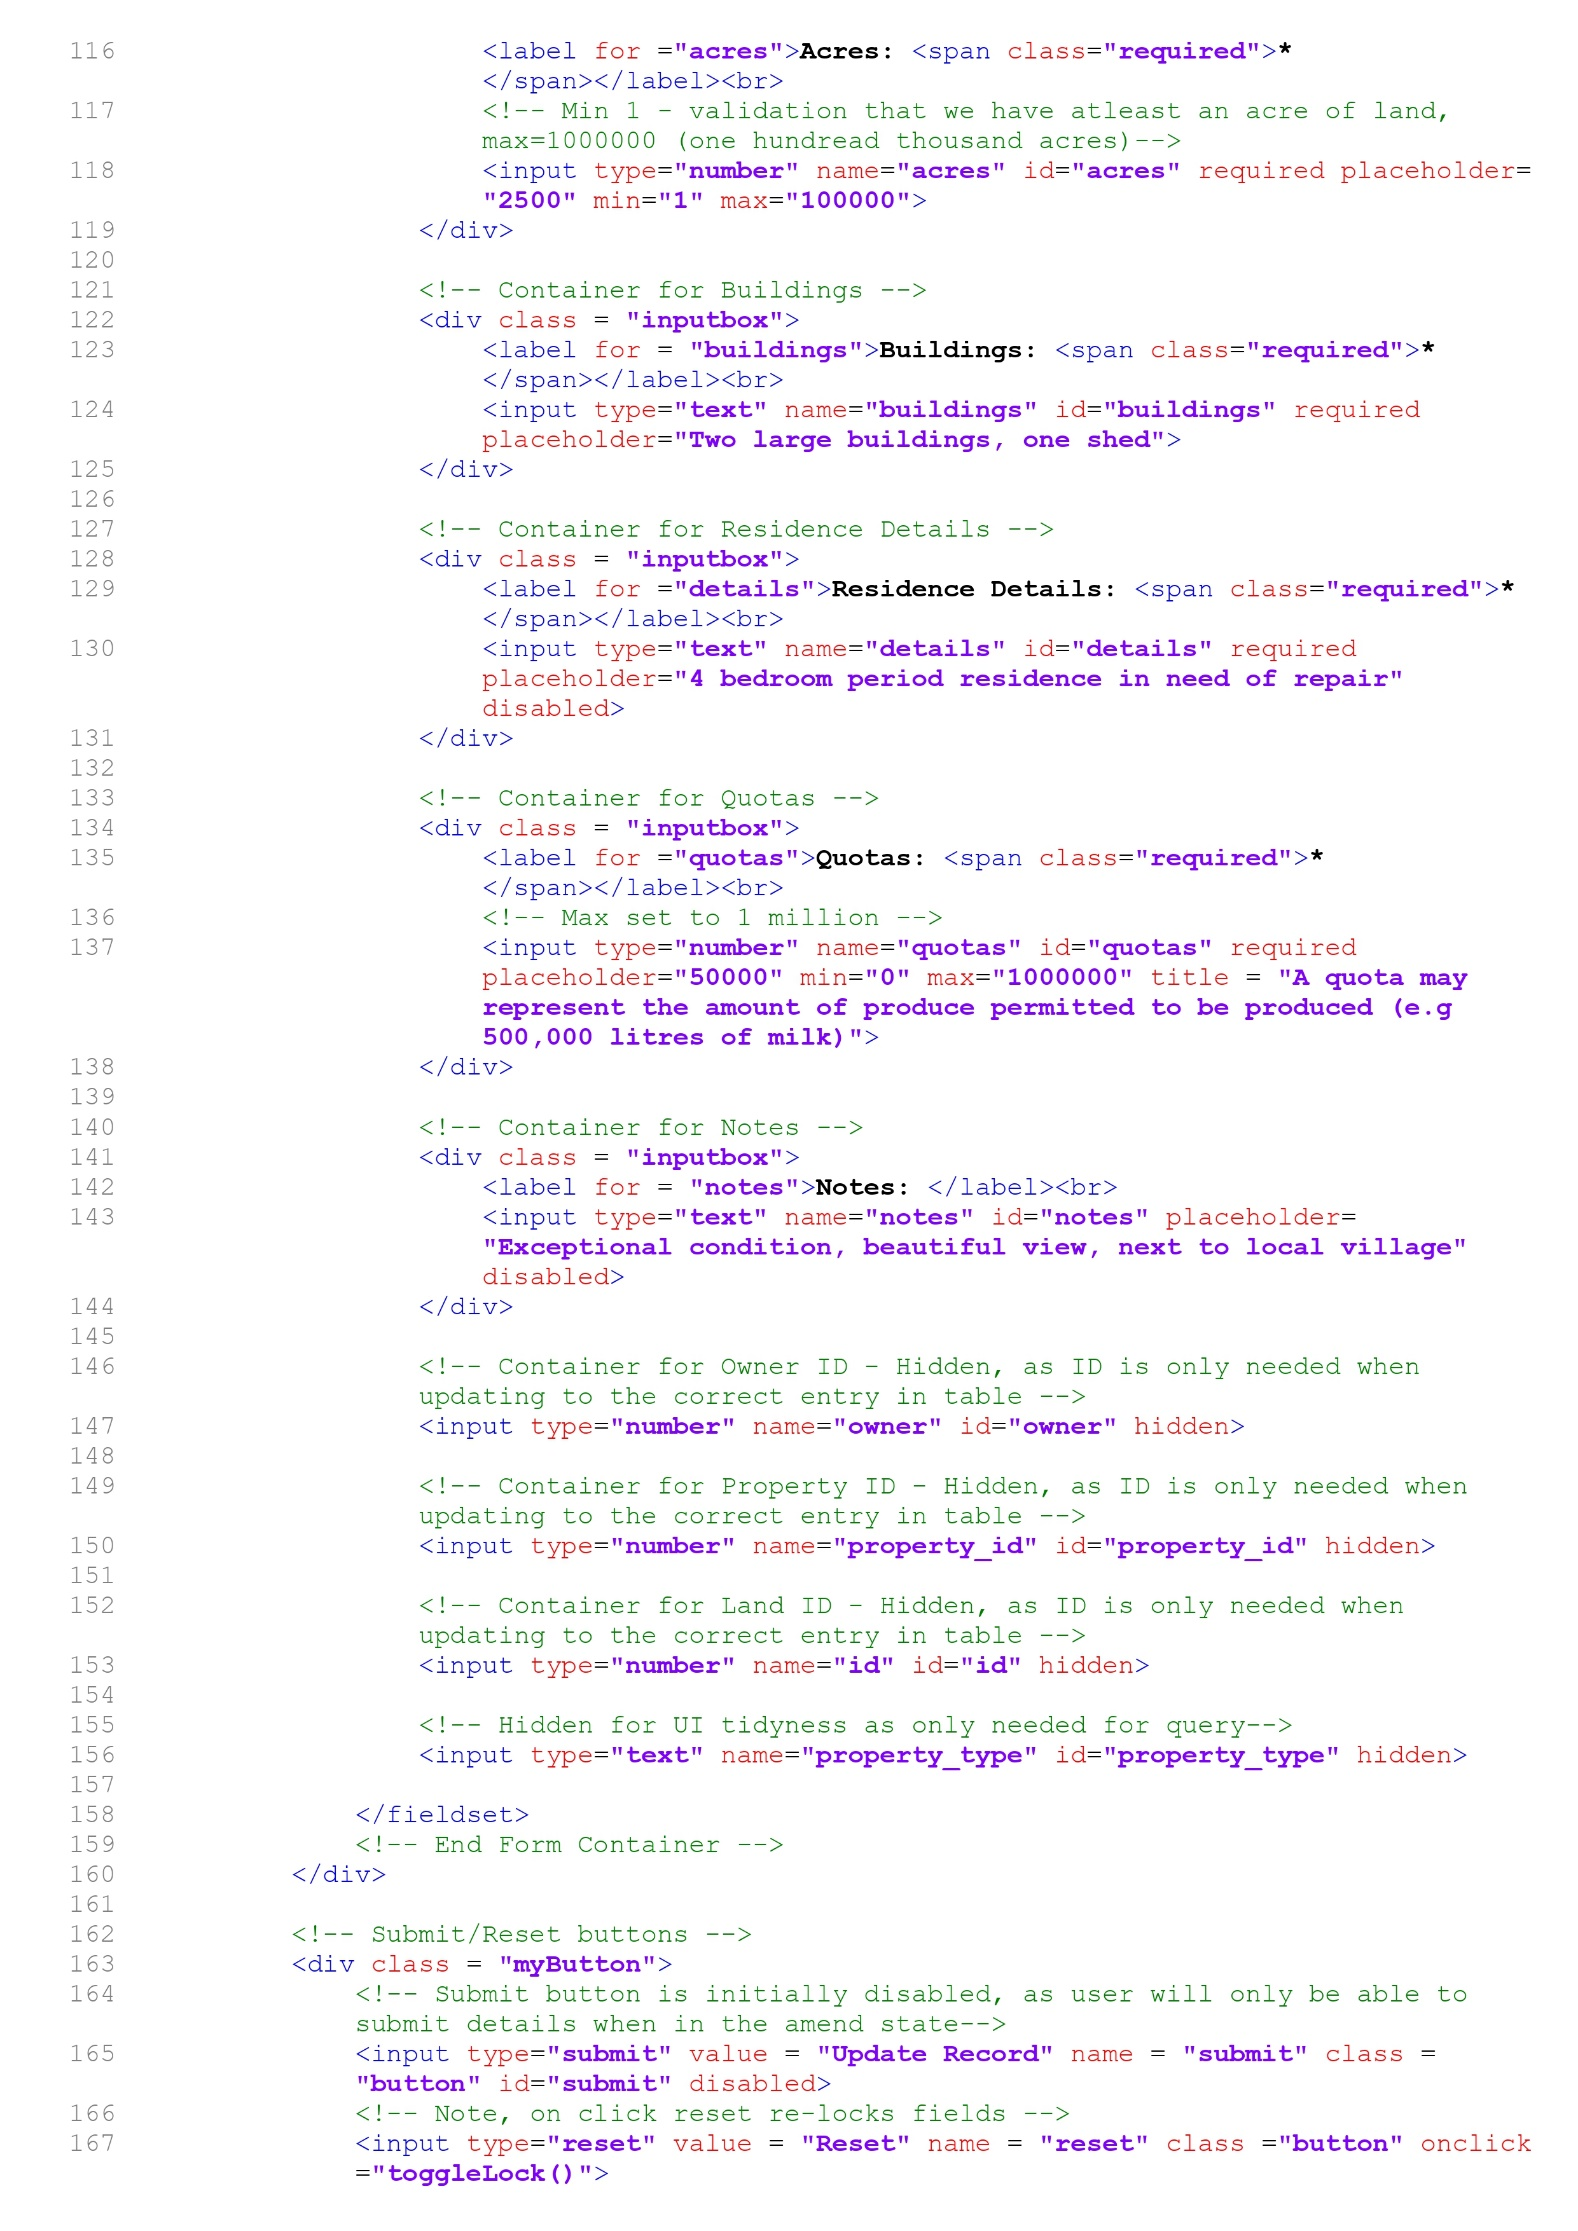 116 <label for ="acres">Acres: <span class="required">*
</span></label><br>
117 <!-- Min 1 - validation that we have atleast an acre of land,
max=1000000 (one hundread thousand acres)-->
118 <input type="number" name="acres" id="acres" required placeholder=
"2500" min="1" max="100000">
119 </div>
120
121 <!-- Container for Buildings -->
122 <div class = "inputbox">
123 <label for = "buildings">Buildings: <span class="required">*
</span></label><br>
124 <input type="text" name="buildings" id="buildings" required
placeholder="Two large buildings, one shed">
125 </div>
126
127 <!-- Container for Residence Details -->
128 <div class = "inputbox">
129 <label for ="details">Residence Details: <span class="required">*
</span></label><br>
130 <input type="text" name="details" id="details" required
placeholder="4 bedroom period residence in need of repair"
disabled>
131 </div>
132
133 <!-- Container for Quotas -->
134 <div class = "inputbox">
135 <label for ="quotas">Quotas: <span class="required">*
</span></label><br>
136 <!-- Max set to 1 million -->
137 <input type="number" name="quotas" id="quotas" required
placeholder="50000" min="0" max="1000000" title = "A quota may
represent the amount of produce permitted to be produced (e.g
500,000 litres of milk)">
138 </div>
139
140 <!-- Container for Notes -->
141 <div class = "inputbox">
142 <label for = "notes">Notes: </label><br>
143 <input type="text" name="notes" id="notes" placeholder=
"Exceptional condition, beautiful view, next to local village"
disabled>
144 </div>
145
146 <!-- Container for Owner ID - Hidden, as ID is only needed when
updating to the correct entry in table -->
147 <input type="number" name="owner" id="owner" hidden>
148
149 <!-- Container for Property ID - Hidden, as ID is only needed when
updating to the correct entry in table -->
150 <input type="number" name="property_id" id="property_id" hidden>
151
152 <!-- Container for Land ID - Hidden, as ID is only needed when
updating to the correct entry in table -->
153 <input type="number" name="id" id="id" hidden>
154
155 <!-- Hidden for UI tidyness as only needed for query-->
156 <input type="text" name="property_type" id="property_type" hidden>
157
158 </fieldset>
159 <!-- End Form Container -->
160 </div>
161
162 <!-- Submit/Reset buttons -->
163 <div class = "myButton">
164 <!-- Submit button is initially disabled, as user will only be able to
submit details when in the amend state-->
165 <input type="submit" value = "Update Record" name = "submit" class =
"button" id="submit" disabled>
166 <!-- Note, on click reset re-locks fields -->
167 <input type="reset" value = "Reset" name = "reset" class ="button" onclick
="toggleLock()">